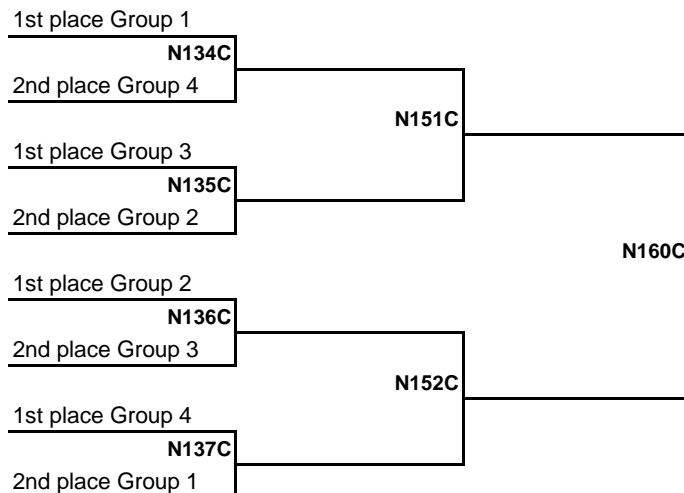 1st place Group 1
N134C
2nd place Group 4
N151C
1st place Group 3
N135C
2nd place Group 2
N160C
1st place Group 2
N136C
2nd place Group 3
N152C
1st place Group 4
N137C
2nd place Group 1